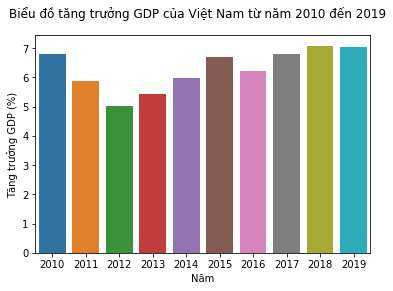 Biểu đồ tăng trưởng GDP của Việt Nam từ năm 2010 đến 2019
Tăng trưởng GDP (%)
7
6
5
4
3
2
1
0
2010 2011 2012 2013 2014 2015 2016 2017 2018 2019
Năm